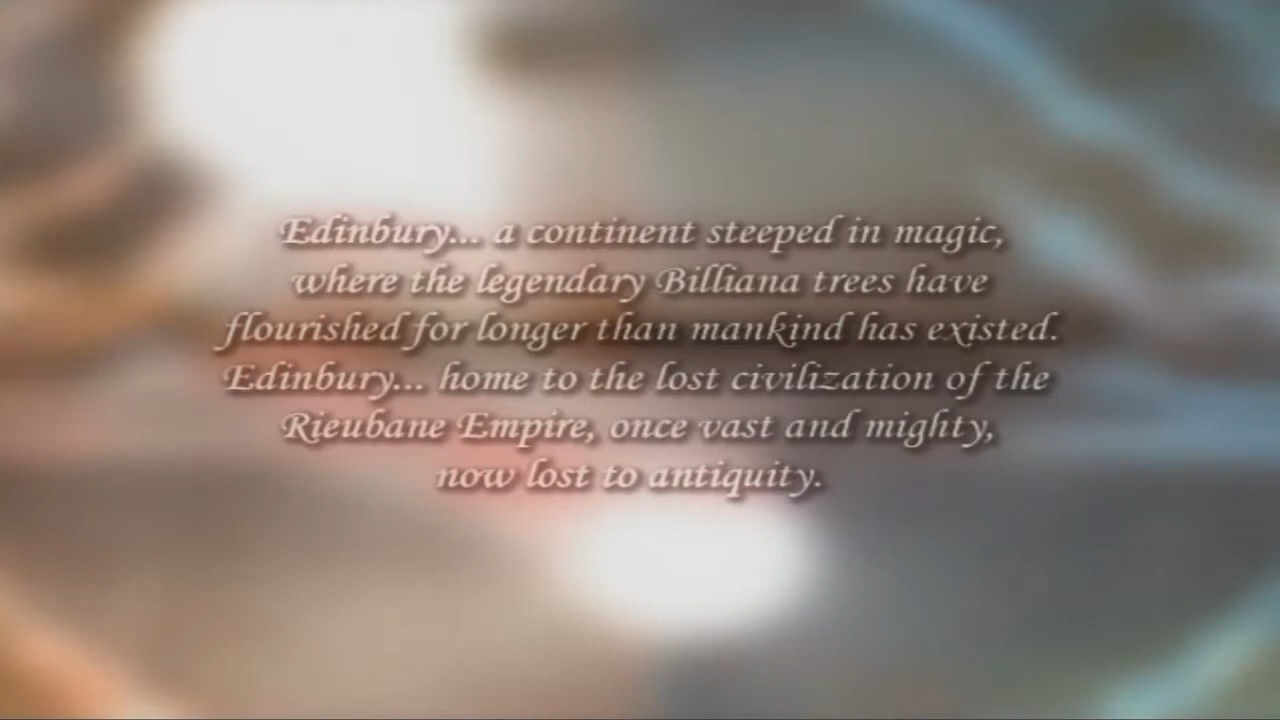 Edinbury... a continent steeped in magic,
where the legendary Billiana trees have
flourished for longer than mankind has existed.
Edinbury... home to the lost civilization of the
Rieubane Empire, once vast and mighty,
now lost to antiquity.